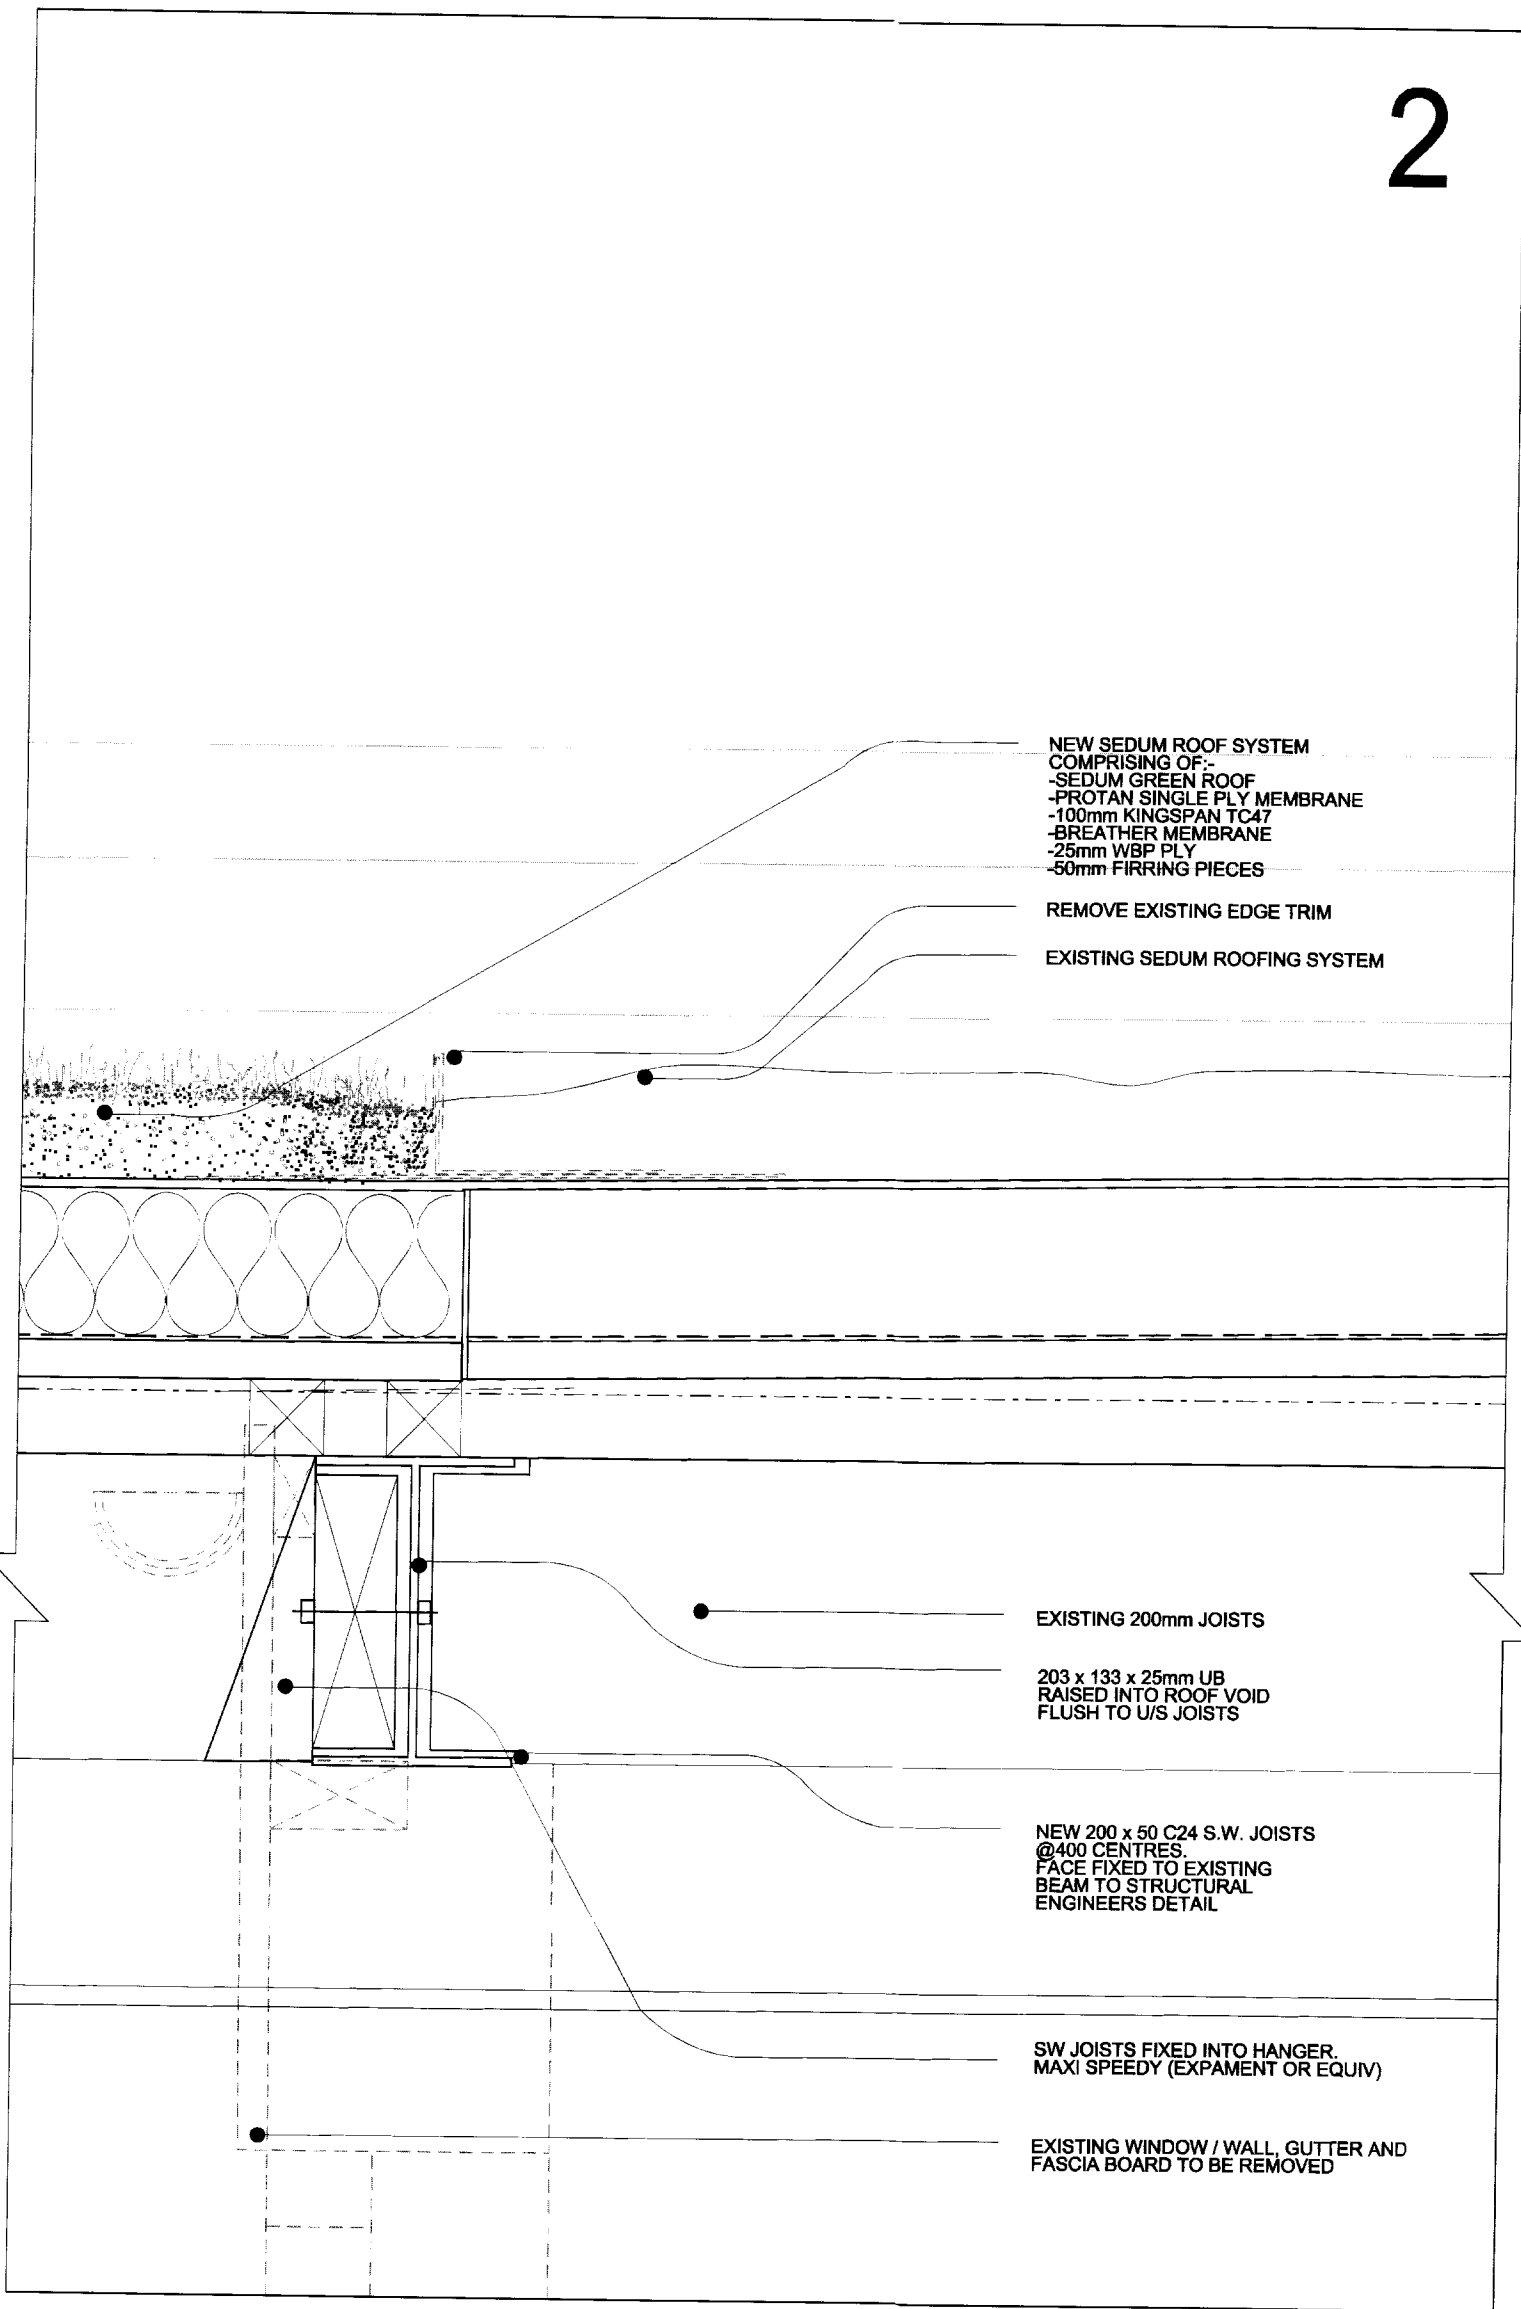 2
NEW SEDUM ROOF SYSTEM
COMPRISING OF:-
-SEDUM GREEN ROOF
-PROTAN SINGLE PLY MEMBRANE
-100mm KINGSPAN TC47
-BREATHER MEMBRANE
-25mm WBP PLY
-50mm FIRRING PIECES
REMOVE EXISTING EDGE TRIM
EXISTING SEDUM ROOFING SYSTEM
EXISTING 200mm JOISTS
203 x 133 x 25mm UB
RAISED INTO ROOF VOID
FLUSH TO U/S JOISTS
NEW 200 x 50 C24 S.W. JOISTS
@400 CENTRES.
FACE FIXED TO EXISTING
BEAM TO STRUCTURAL
ENGINEERS DETAIL
SW JOISTS FIXED INTO HANGER.
MAXI SPEEDY (EXPAMENT OR EQUIV)
EXISTING WINDOW / WALL, GUTTER AND
FASCIA BOARD TO BE REMOVED